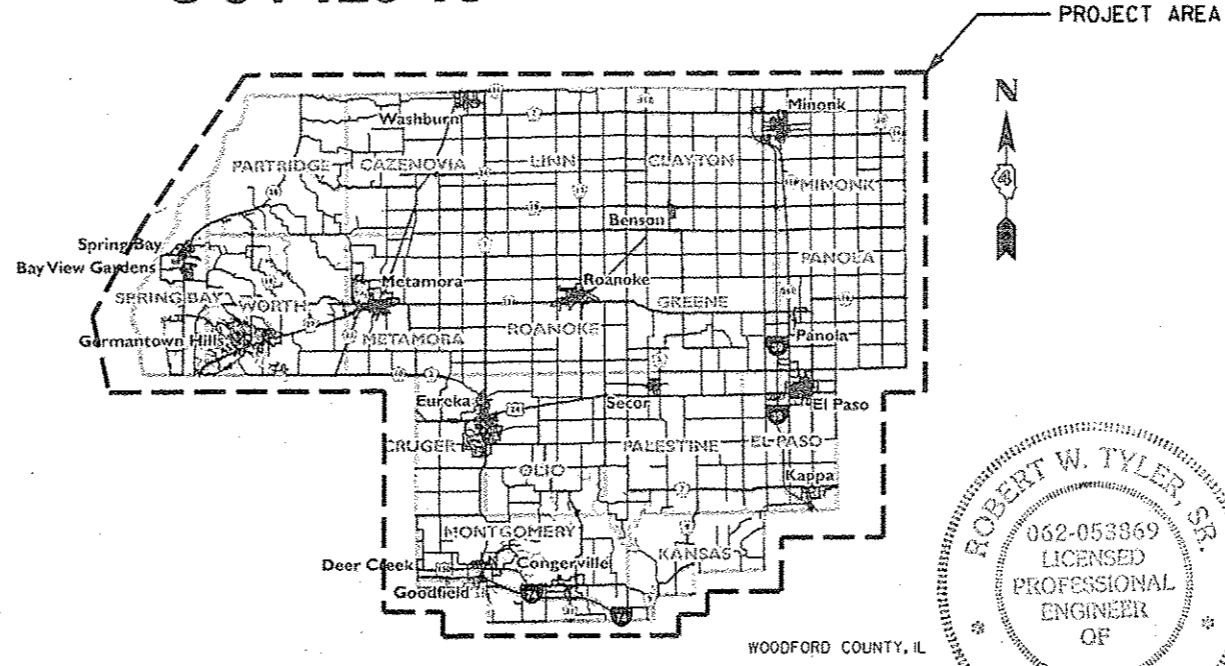 PROJECT AREA
N
4
Washburn
Minonk
PARTRIDGE
CAZENOVIA
LINN
CLAYTON
MINONK
Benson
Spring Bay
Bay View Gardens
PANOLA
Metamora
Roanoke
SPRING BAY
WORTH
GREENE
Germantown Hills
METAMORA
ROANOKE
Panola
Eureka
24
Secor
El Paso
CRUGER
PALESTINE
EL PASO
OLIO
Kappa
MONTGOMERY
KANSAS
Deer Creek
Congerville
Goodfield
WOODFORD COUNTY, IL
ROBERT W. TYLER, SR.
062-053869
LICENSED
PROFESSIONAL
ENGINEER
OF